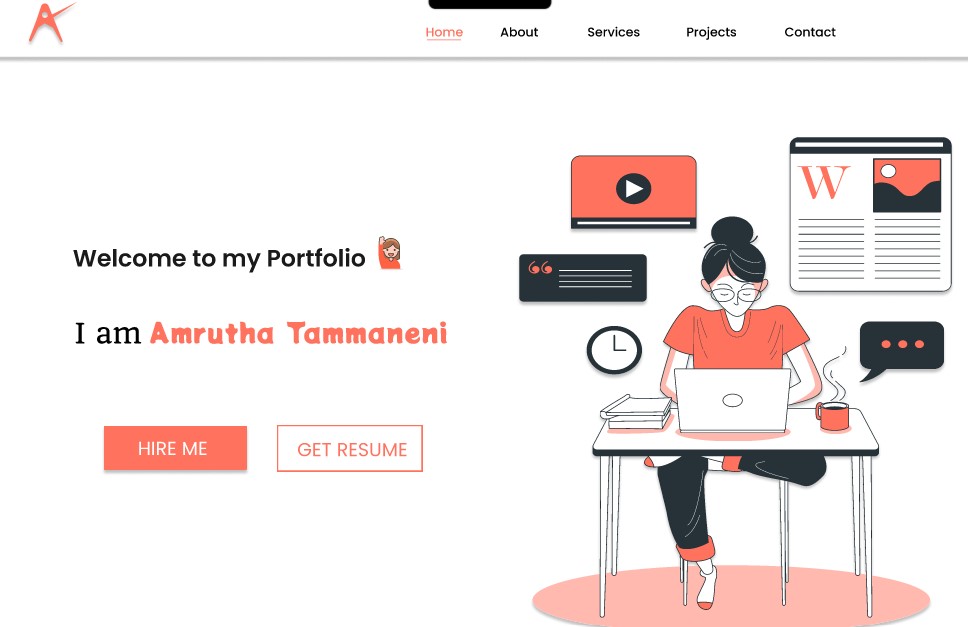 A
Home About Services Projects Contact
W
Welcome to my Portfolio
I am Amrutha Tammaneni
HIRE ME GET RESUME